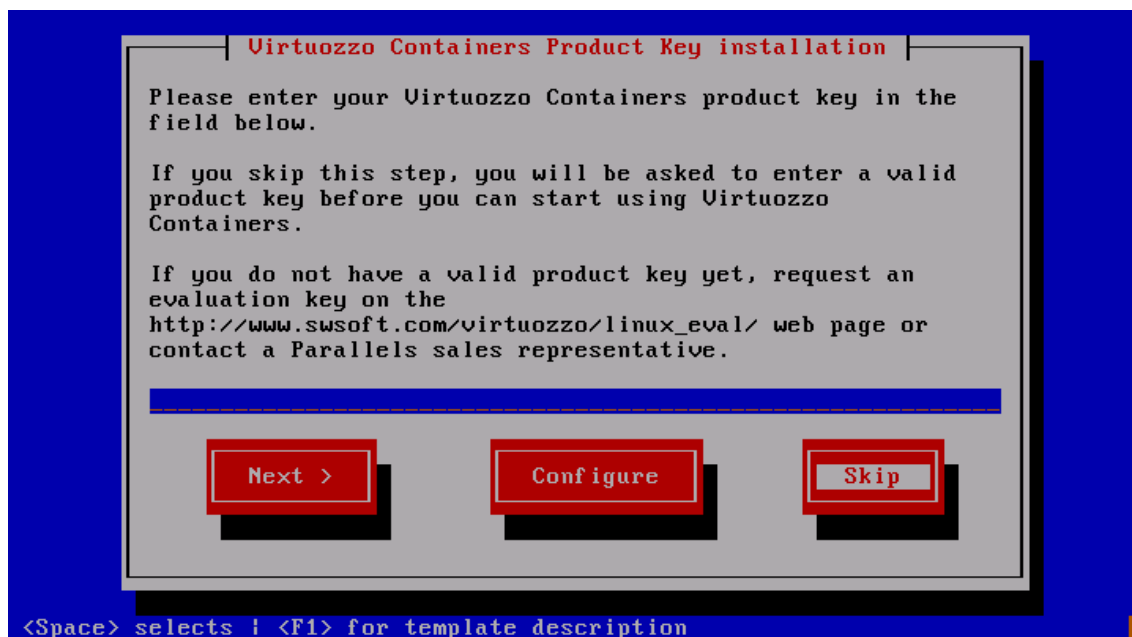 Virtuozzo Containers Product Key installation
Please enter your Virtuozzo Containers product key in the
field below.
If you skip this step, you will be asked to enter a valid
product key before you can start using Virtuozzo
Containers.
If you do not have a valid product key yet, request an
evaluation key on the
http://www.swsoft.com/virtuozzo/linux_eval/ web page or
contact a Parallels sales representative.
Next > Configure Skip
<Space> selects | <F1> for template description